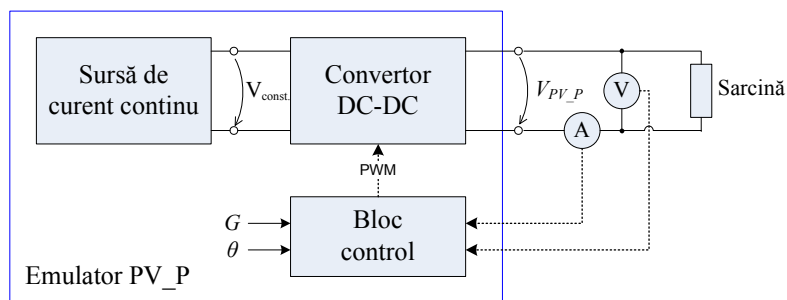 Sursă de
curent continu
V const.
Convertor
DC-DC
V PV_P
V
A
Sarcină
PWM
G
θ
Bloc
control
Emulator PV_P